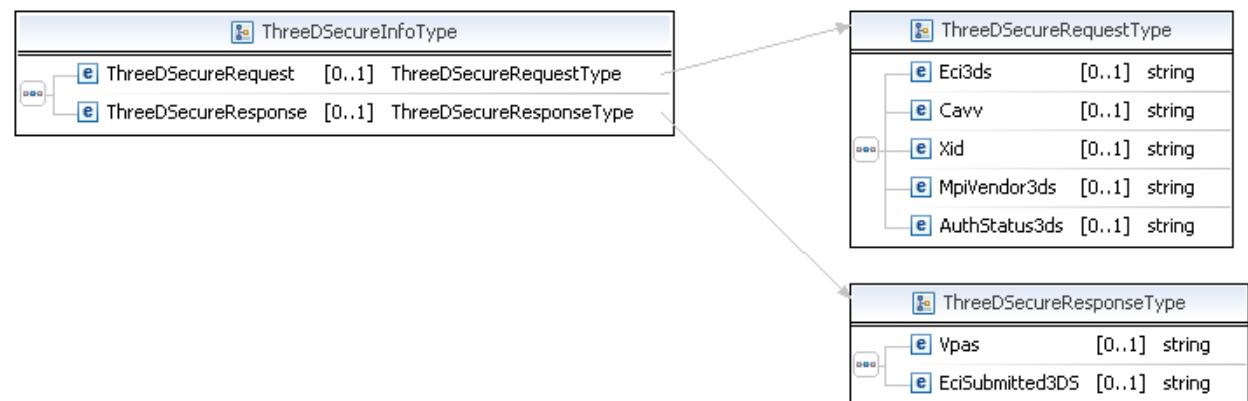 ThreeDSecureInfoType
e ThreeDSecureRequest [0..1] ThreeDSecureRequestType
e ThreeDSecureResponse [0..1] ThreeDSecureResponseType
ThreeDSecureRequestType
e Eci3ds [0..1] string
e Cavv [0..1] string
e Xid [0..1] string
e MpiVendor3ds [0..1] string
e AuthStatus3ds [0..1] string
ThreeDSecureResponseType
e Vpas [0..1] string
e EciSubmitted3DS [0..1] string